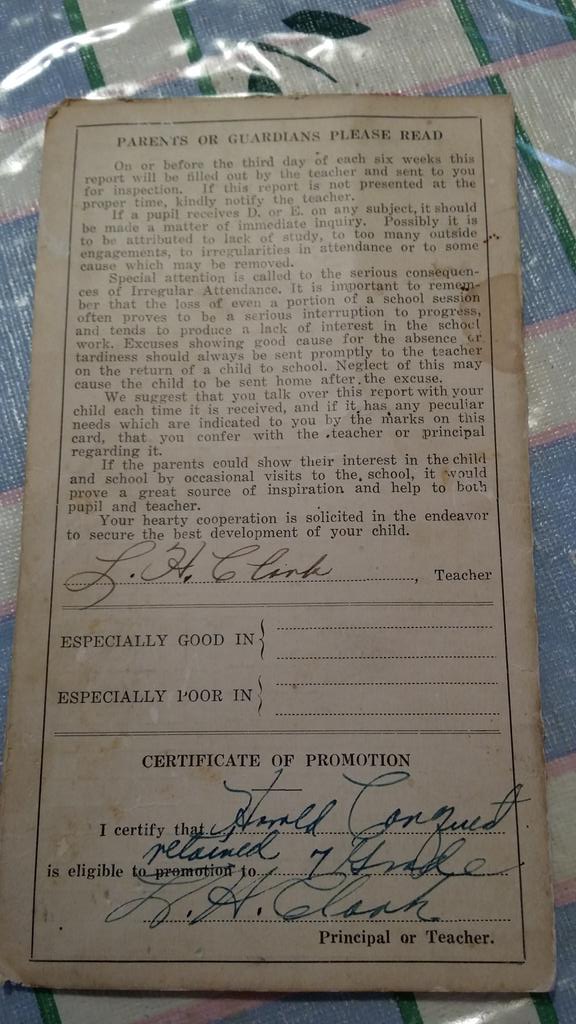 PARENTS OR GUARDIANS PLEASE READ
On or before the third day of each six weeks this
report will be filled out by the teacher and sent to you
for inspection. If this report is not presented at the
proper time, kindly notify the teacher.
If a pupil receives D. or E. on any subject, it should
be made a matter of immediate inquiry. Possibly it is
to be attributed to lack of study, to too many outside
engagements, to irregularities in attendance or to some
cause which may be removed.
Special attention is called to the serious consequen-
ces of Irregular Attendance. It is important to remem-
ber that the loss of even a portion of a school session
often proves to be a serious interruption to progress,
and tends to produce a lack of interest in the school
work. Excuses showing good cause for the absence or
tardiness should always be sent promptly to the teacher
on the return of a child to school. Neglect of this may
cause the child to be sent home after the excuse.
We suggest that you talk over this report with your
child each time it is received, and if it has any peculiar
needs which are indicated to you by the marks on this
card, that you confer with the teacher or principal
regarding it.
If the parents could show their interest in the child
and school by occasional visits to the school, it would
prove a great source of inspiration and help to both
pupil and teacher.
Your hearty cooperation is solicited in the endeavor
to secure the best development of your child.
L. H. Clark, Teacher
ESPECIALLY GOOD IN
ESPECIALLY POOR IN
CERTIFICATE OF PROMOTION
I certify that Harold Conquest
retained
is eligible to promotion to 7 Grade
L. H. Clark
Principal or Teacher.